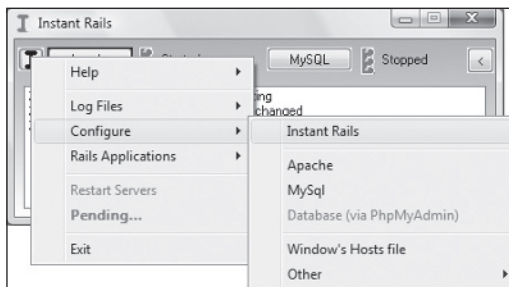 Instant Rails
MySQL Stopped <
Help
Log Files
Configure
Rails Applications
Restart Servers
Pending...
Exit
changed
Instant Rails
Apache
MySql
Database (via PhpMyAdmin)
Window's Hosts file
Other